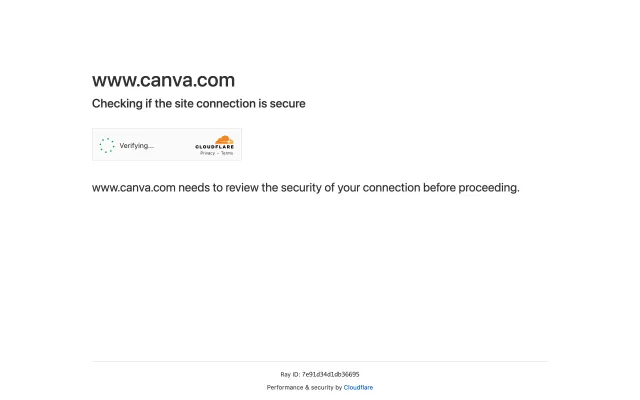 www.canva.com
Checking if the site connection is secure
Verifying...
CLOUDFLARE
Privacy • Terms
www.canva.com needs to review the security of your connection before proceeding.
Ray ID: 7e91d34d1db36695
Performance & security by Cloudflare